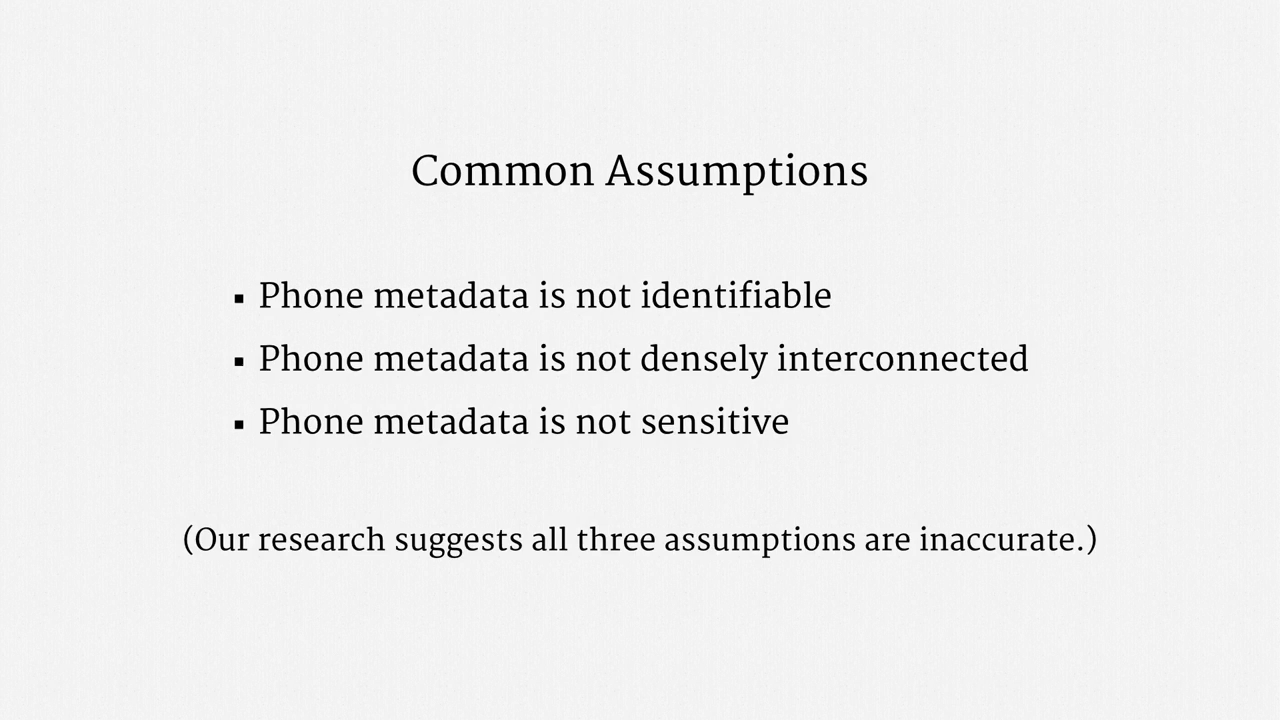 Common Assumptions
▪ Phone metadata is not identifiable
▪ Phone metadata is not densely interconnected
▪ Phone metadata is not sensitive
(Our research suggests all three assumptions are inaccurate.)